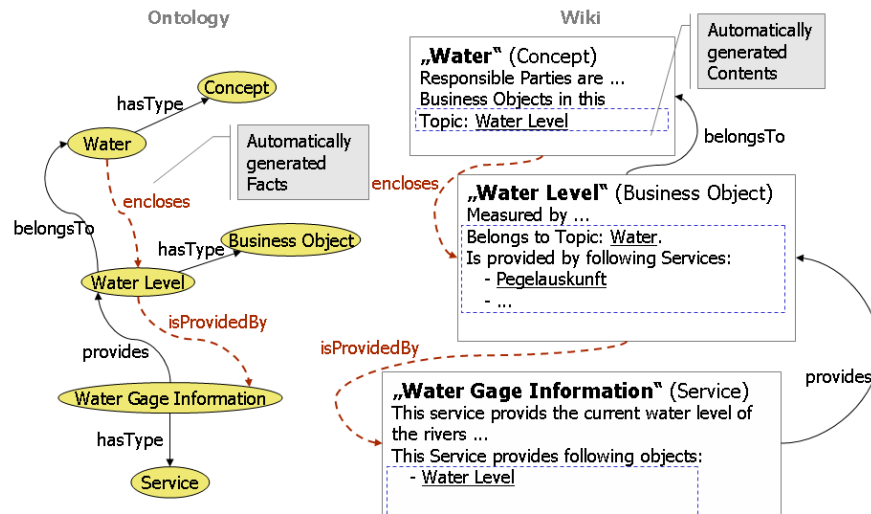 Ontology
Concept
hasType
Water
Automatically
generated
Facts
encloses
belongsTo
hasType
Business Object
Water Level
isProvidedBy
provides
Water Gage Information
hasType
Service
Wiki
Automatically
generated
Contents
„Water“ (Concept)
Responsible Parties are ...
Business Objects in this
Topic: Water Level
belongsTo
encloses
„Water Level“ (Business Object)
Measured by ...
Belongs to Topic: Water.
Is provided by following Services:
- Pegelauskunft
- ...
isProvidedBy
provides
„Water Gage Information“ (Service)
This service provids the current water level of
the rivers ...
This Service provides following objects:
- Water Level